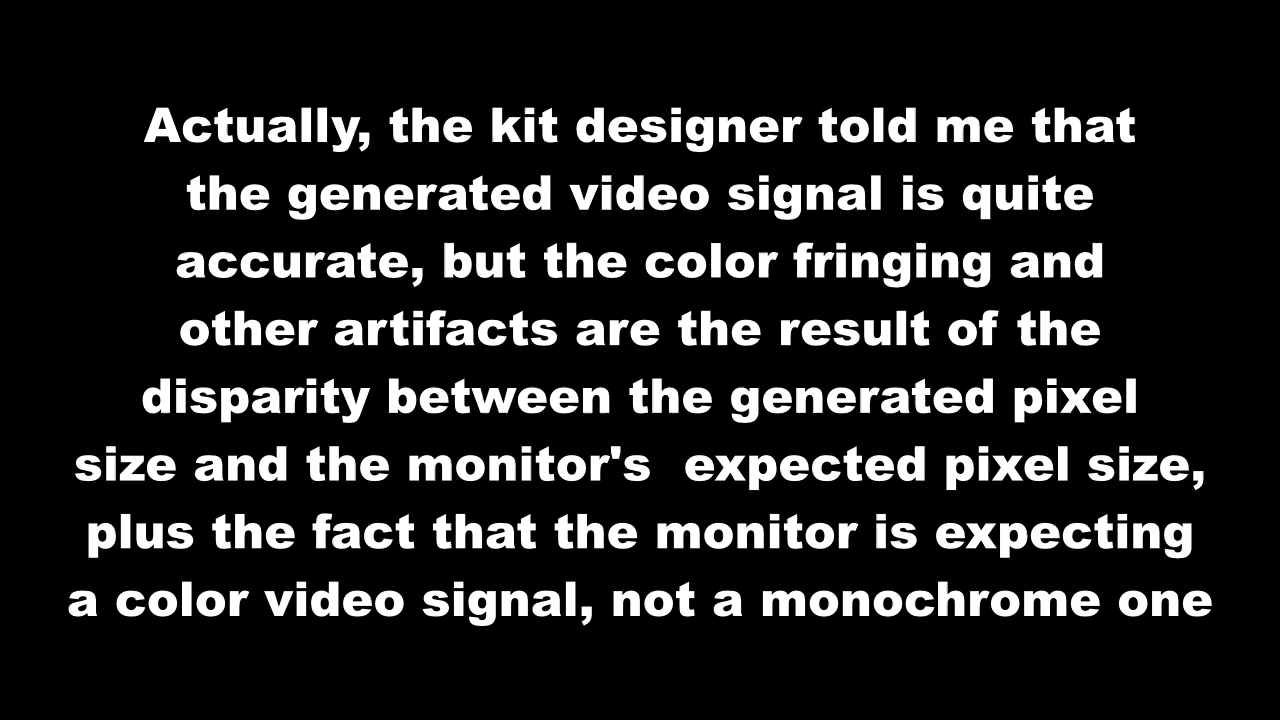 Actually, the kit designer told me that
the generated video signal is quite
accurate, but the color fringing and
other artifacts are the result of the
disparity between the generated pixel
size and the monitor's  expected pixel size,
plus the fact that the monitor is expecting
a color video signal, not a monochrome one